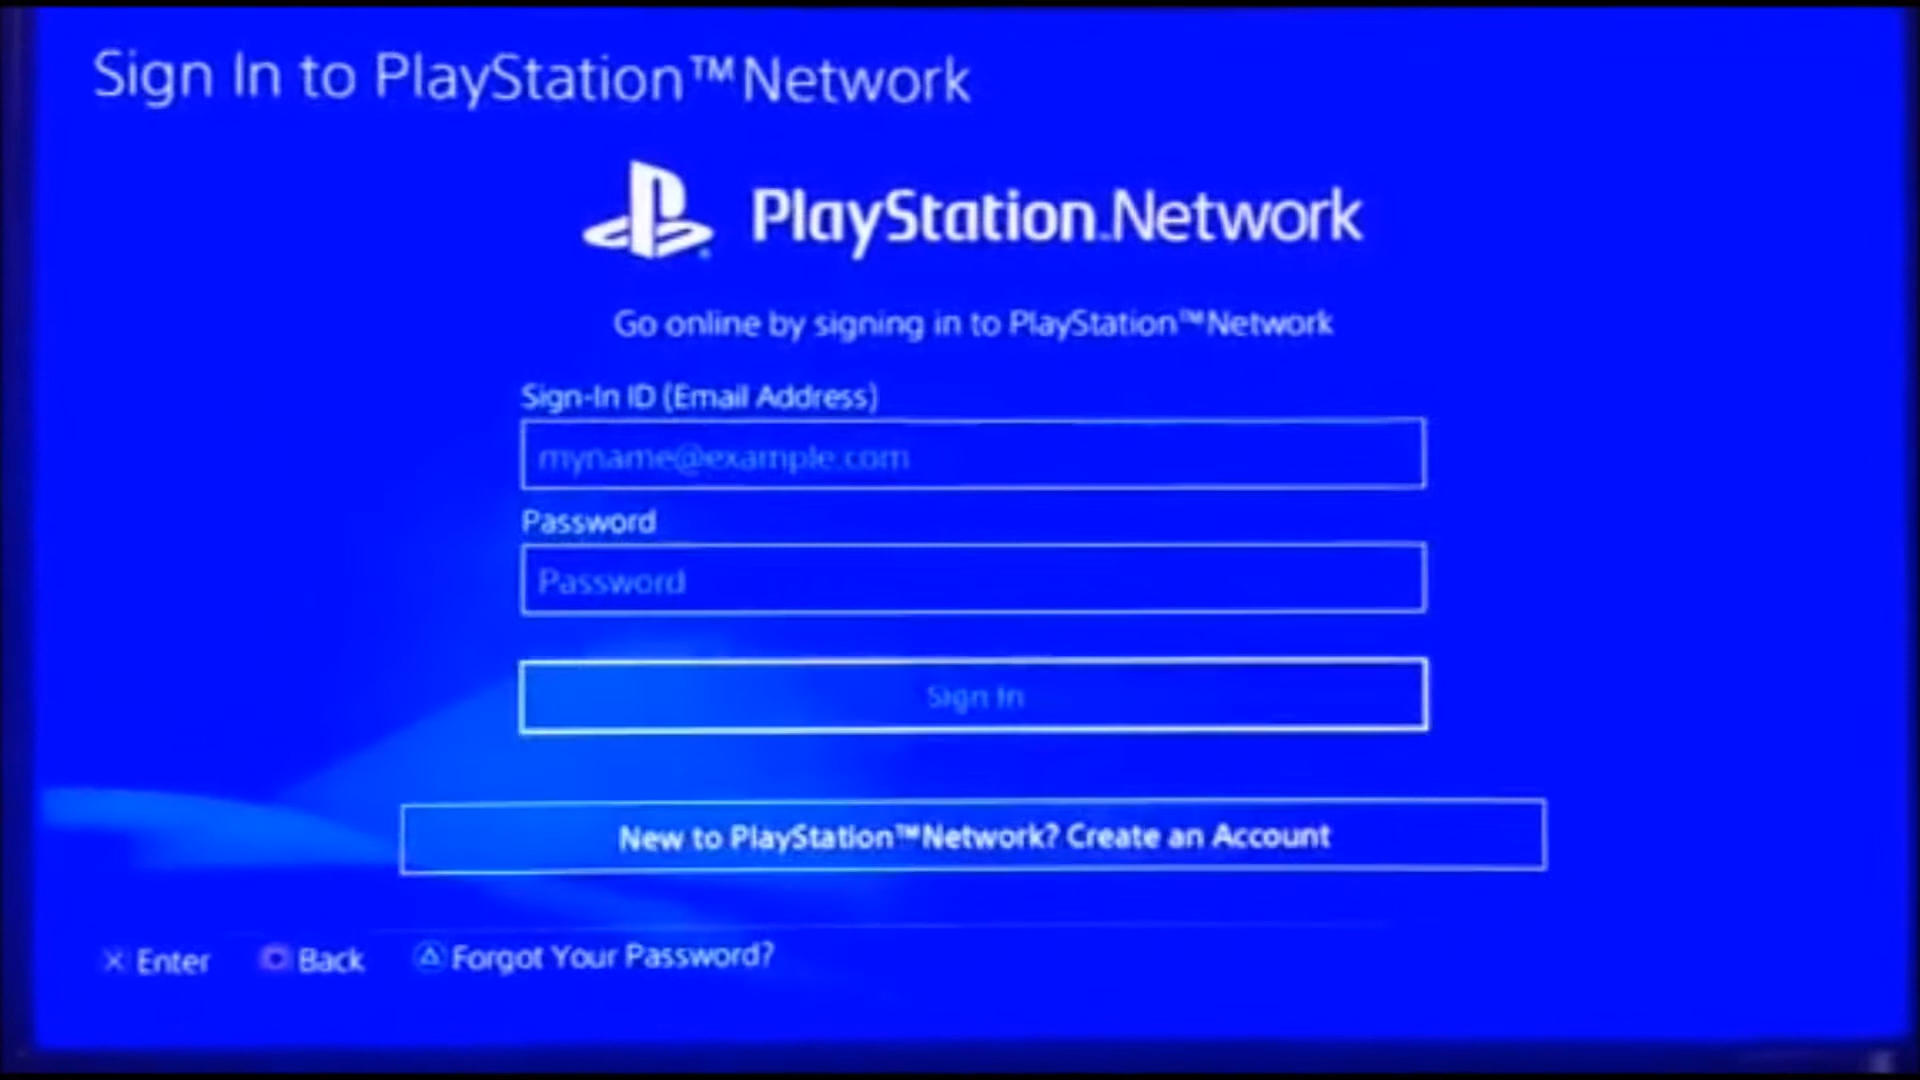 Sign In to PlayStation™Network
PlayStation®Network
Go online by signing in to PlayStation™Network
Sign-In ID (Email Address)
myname@example.com
Password
Password
Sign In
New to PlayStation™Network? Create an Account
Enter Back Forgot Your Password?